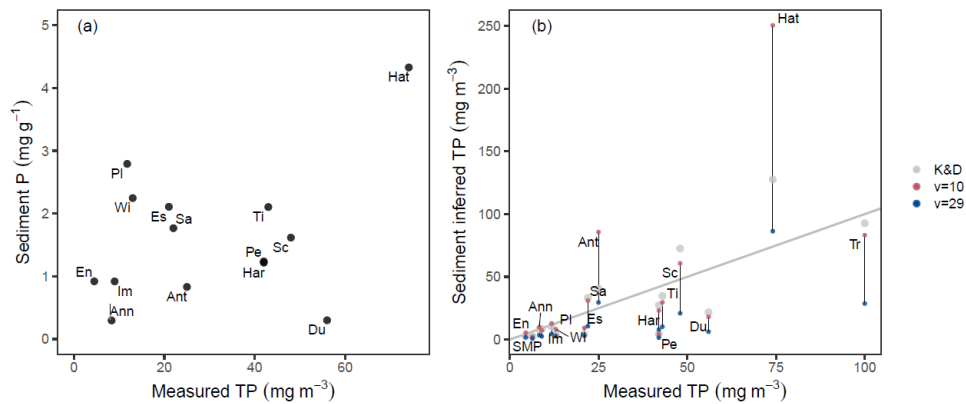 (a)
Sediment P (mg g⁻¹)
5
4
3
2
1
0
Hat
Pl
Wi
Es
Sa
Ti
Sc
Pe
Har
En
Im
Ann
Ant
Du
0
20
40
60
Measured TP (mg m⁻³)
(b)
Sediment inferred TP (mg m⁻³)
250
200
150
100
50
0
Hat
Ant
Tr
Sc
Sa
Ti
Ann
En
Pl
Es
Har
Du
SMP
Im
Wi
Pe
0
25
50
75
100
Measured TP (mg m⁻³)
K&D
v=10
v=29